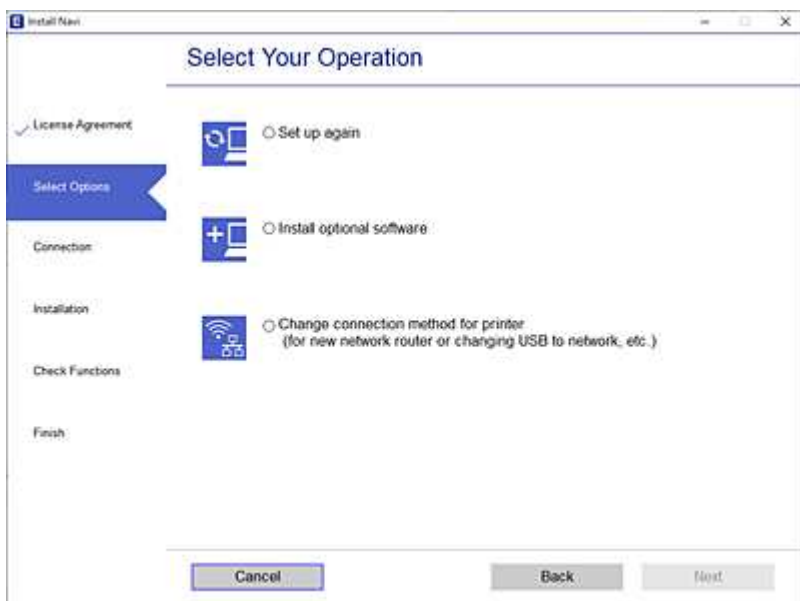 Install Navi
Select Your Operation
License Agreement
Set up again
Select Options
Install optional software
Connection
Installation
Change connection method for printer
(for new network router or changing USB to network, etc.)
Check Functions
Finish
Cancel
Back
Next